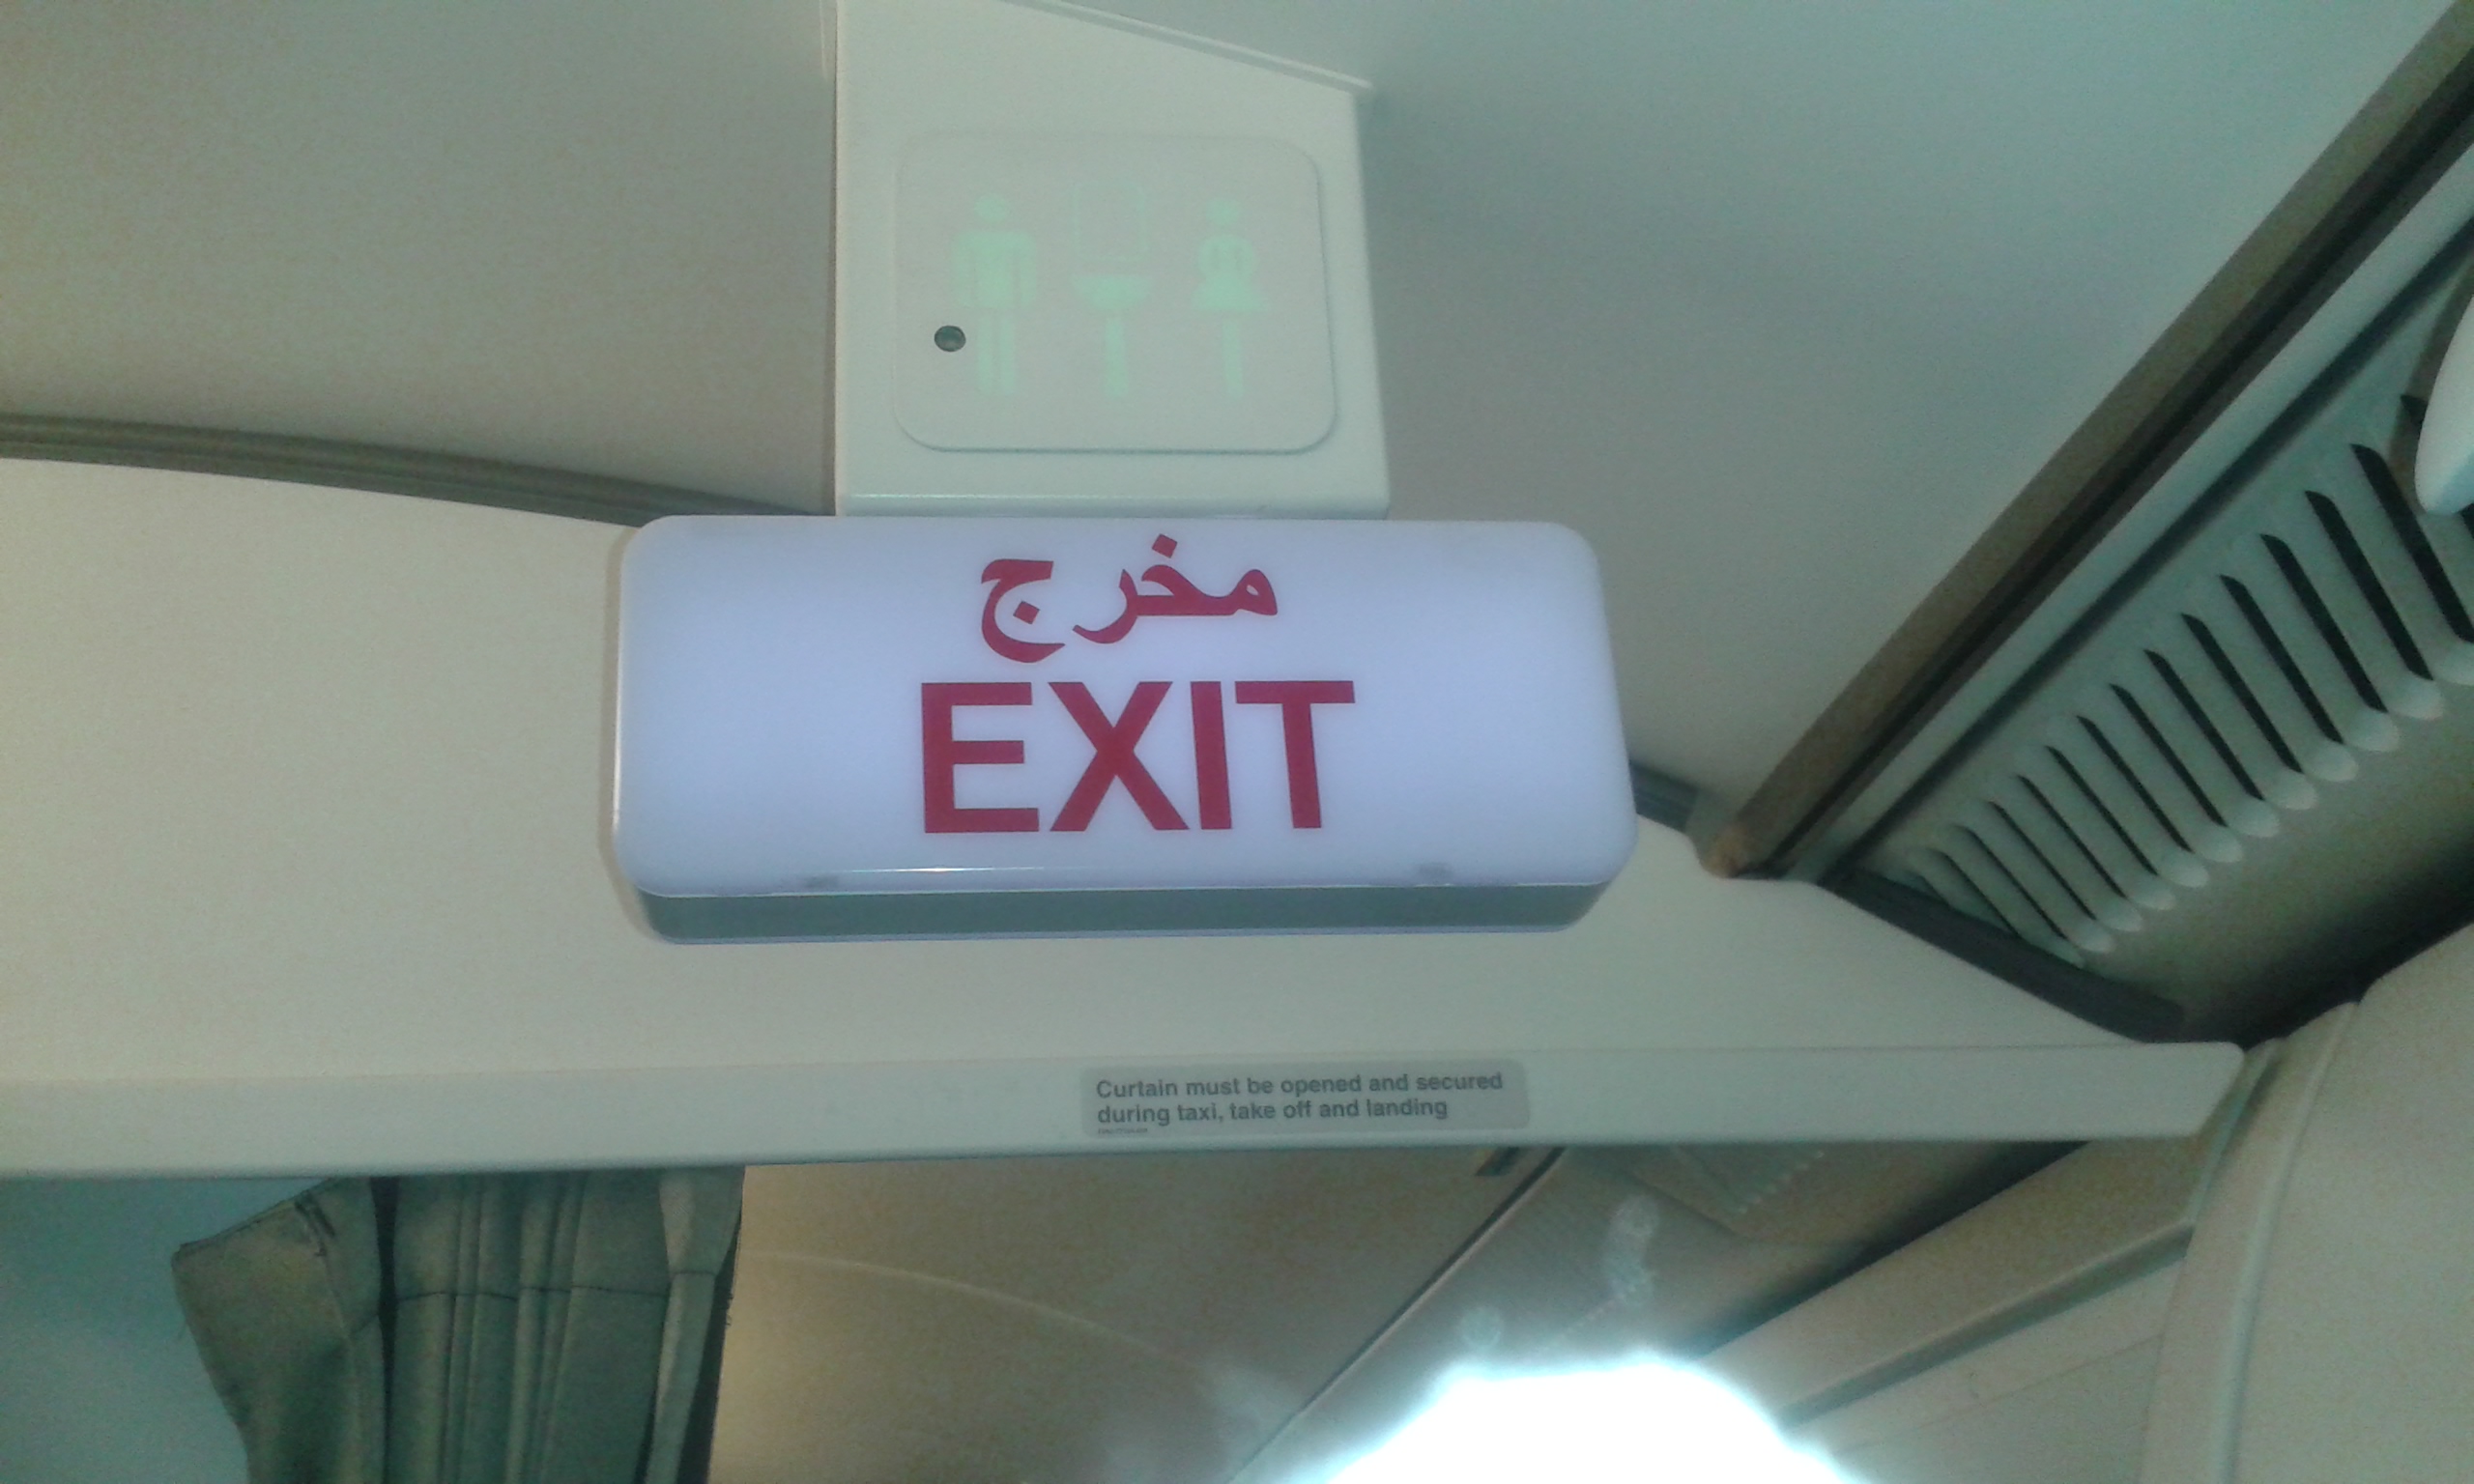 مخرج
EXIT
Curtain must be opened and secured
during taxi, take off and landing